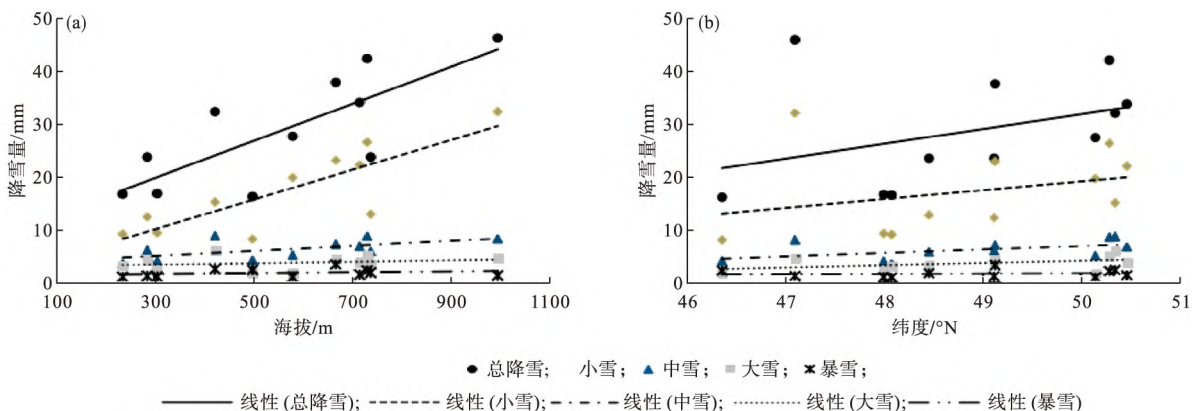 (a)
50
40
30
20
10
0
降雪量/mm
100 300 500 700 900 1100
海拔/m
(b)
50
40
30
20
10
0
降雪量/mm
46 47 48 49 50 51
纬度/°N
总降雪; 小雪; 中雪; 大雪; 暴雪;
线性 (总降雪); 线性 (小雪); 线性 (中雪); 线性 (大雪); 线性 (暴雪)